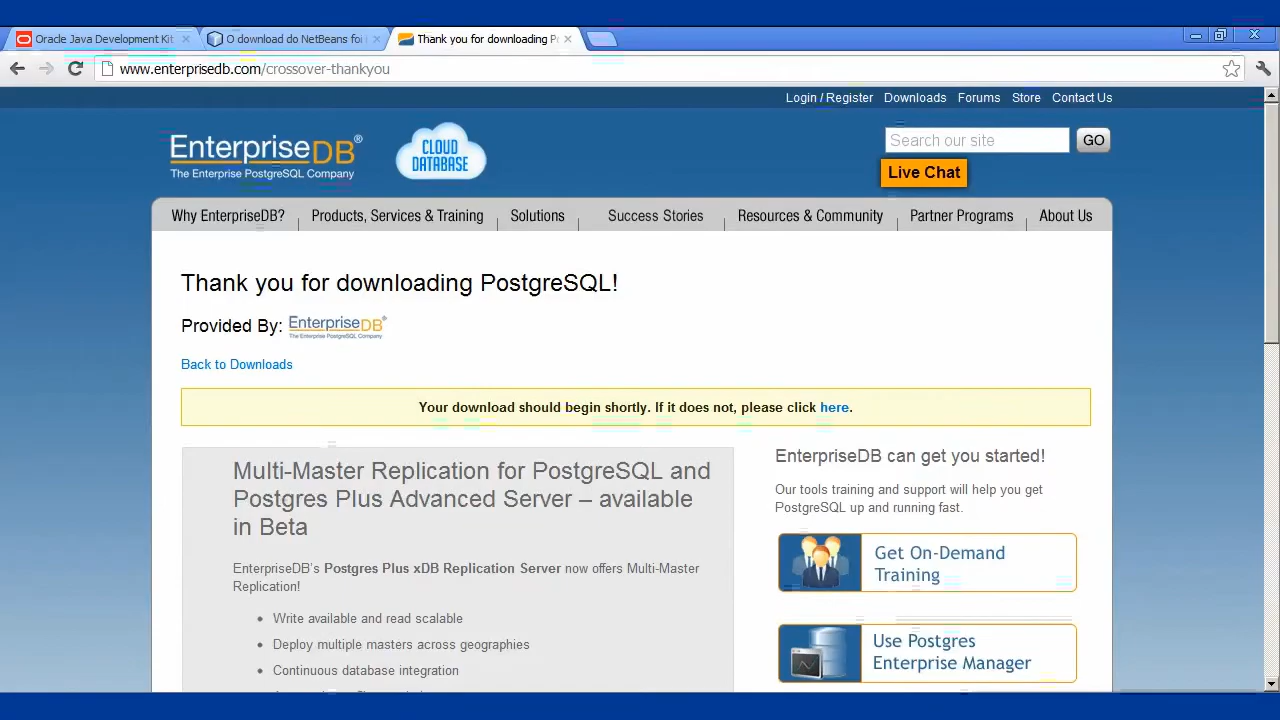 Oracle Java Development Kit
O download do NetBeans for
Thank you for downloading P
www.enterprisedb.com/crossover-thankyou
Login / Register Downloads Forums Store Contact Us
EnterpriseDB®
The Enterprise PostgreSQL Company
CLOUD
DATABASE
Search our site
GO
Live Chat
Why EnterpriseDB? Products, Services & Training Solutions Success Stories Resources & Community Partner Programs About Us
Thank you for downloading PostgreSQL!
Provided By: EnterpriseDB
The Enterprise PostgreSQL Company
Back to Downloads
Your download should begin shortly. If it does not, please click here.
Multi-Master Replication for PostgreSQL and
Postgres Plus Advanced Server – available
in Beta
EnterpriseDB's Postgres Plus xDB Replication Server now offers Multi-Master
Replication!
• Write available and read scalable
• Deploy multiple masters across geographies
• Continuous database integration
EnterpriseDB can get you started!
Our tools training and support will help you get
PostgreSQL up and running fast.
Get On-Demand
Training
Use Postgres
Enterprise Manager